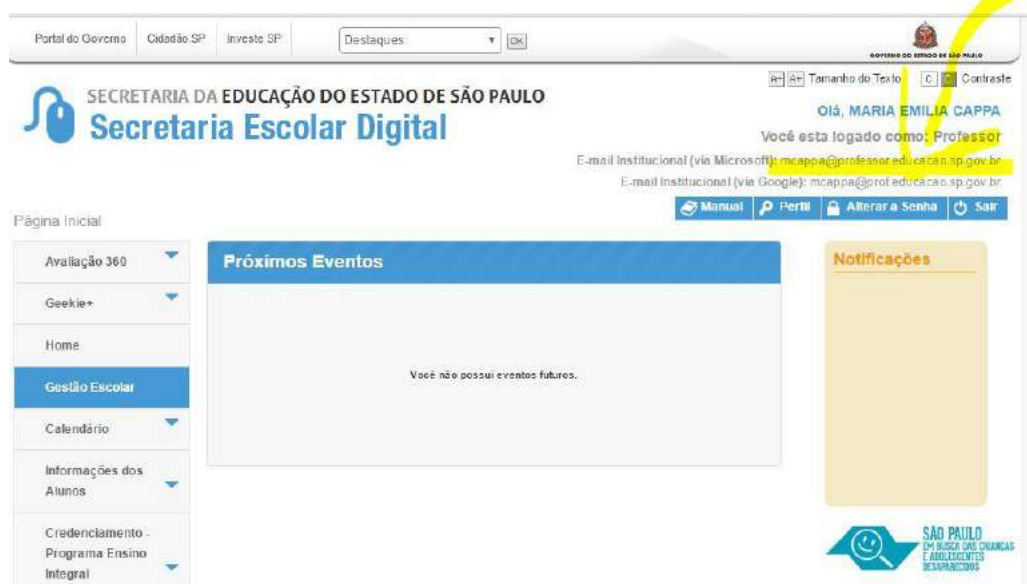 Portal do Governo Cidadão SP Investe SP Destaques OK
GOVERNO DO ESTADO DE SÃO PAULO
A- A+ Tamanho do Texto C C Contraste
SECRETARIA DA EDUCAÇÃO DO ESTADO DE SÃO PAULO
Secretaria Escolar Digital
Olá, MARIA EMILIA CAPPA
Você esta logado como: Professor
E-mail Institucional (via Microsoft): mcappa@professor.educacao.sp.gov.br
E-mail Institucional (via Google): mcappa@prof.educacao.sp.gov.br
Manual Perfil Alterar a Senha Sair
Página Inicial
Avaliação 360
Geekie+
Home
Gestão Escolar
Calendário
Informações dos
Alunos
Credenciamento -
Programa Ensino
Integral
Próximos Eventos
Você não possui eventos futuros.
Notificações
SÃO PAULO
EM BUSCA DAS CRIANÇAS
E ADOLESCENTES
DESAPARECIDOS